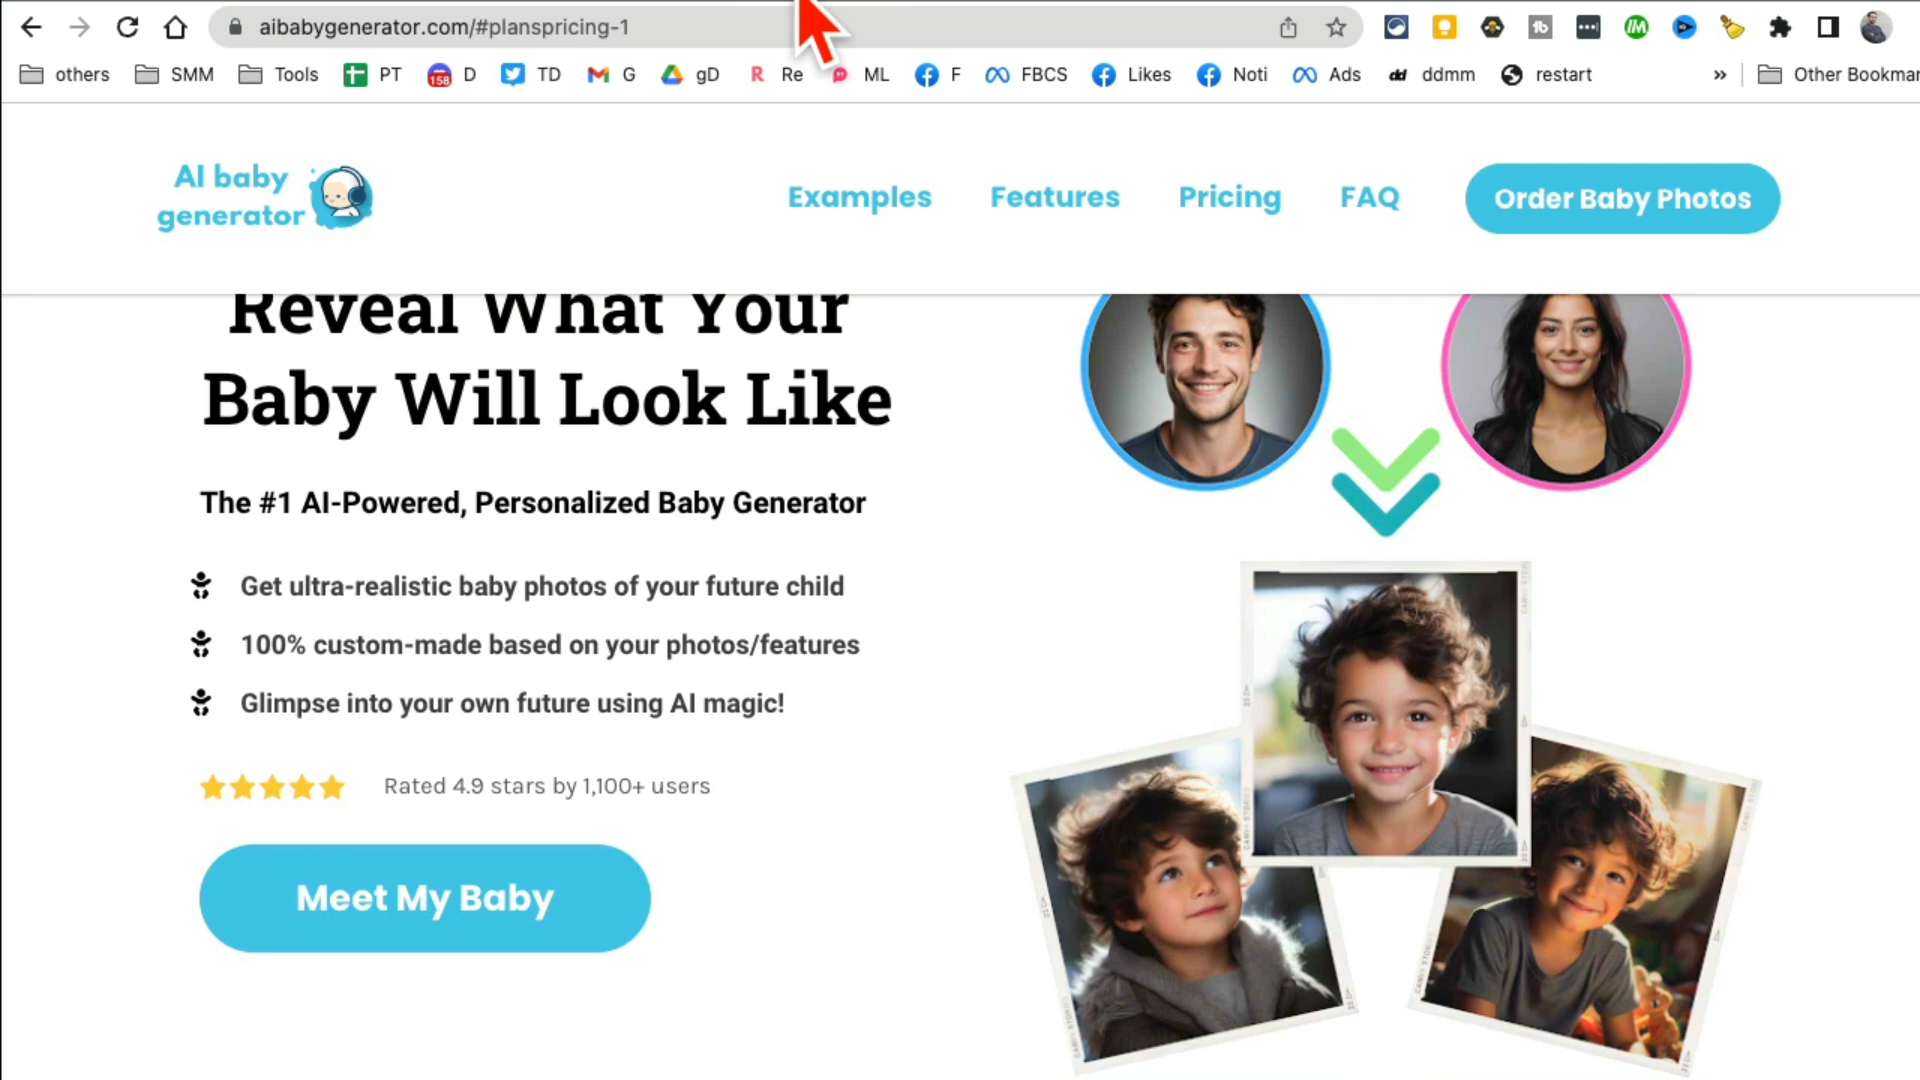 aibabygenerator.com/#planspricing-1
others SMM Tools PT 158 D TD G gD R Re ML F FBCS Likes Noti Ads dd ddmm restart » Other Bookmar
AI baby
generator
Examples Features Pricing FAQ Order Baby Photos
Reveal What Your
Baby Will Look Like
The #1 AI-Powered, Personalized Baby Generator
Get ultra-realistic baby photos of your future child
100% custom-made based on your photos/features
Glimpse into your own future using AI magic!
Rated 4.9 stars by 1,100+ users
Meet My Baby